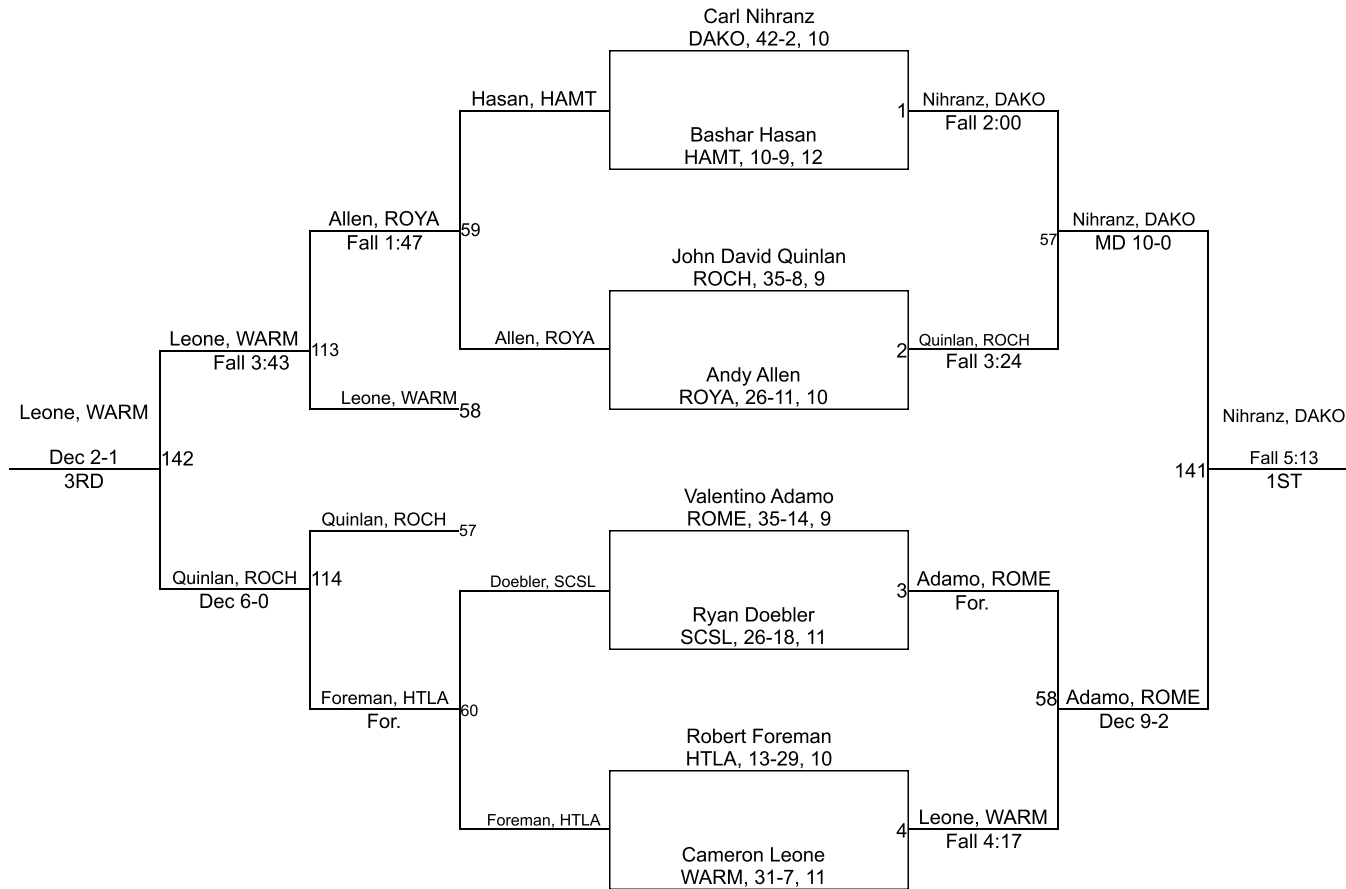 Carl Nihranz
DAKO, 42-2, 10
Hasan, HAMT
1
Nihranz, DAKO
Fall 2:00
Bashar Hasan
HAMT, 10-9, 12
Allen, ROYA
Fall 1:47
59
57
Nihranz, DAKO
MD 10-0
John David Quinlan
ROCH, 35-8, 9
Leone, WARM
Fall 3:43
113
Allen, ROYA
2
Quinlan, ROCH
Fall 3:24
Andy Allen
ROYA, 26-11, 10
Leone, WARM
58
Leone, WARM
Dec 2-1
3RD
142
Nihranz, DAKO
141
Fall 5:13
1ST
Valentino Adamo
ROME, 35-14, 9
Quinlan, ROCH
57
Quinlan, ROCH
Dec 6-0
114
Doebler, SCSL
3
Adamo, ROME
For.
Ryan Doebler
SCSL, 26-18, 11
Foreman, HTLA
For.
60
58
Adamo, ROME
Dec 9-2
Robert Foreman
HTLA, 13-29, 10
Foreman, HTLA
4
Leone, WARM
Fall 4:17
Cameron Leone
WARM, 31-7, 11